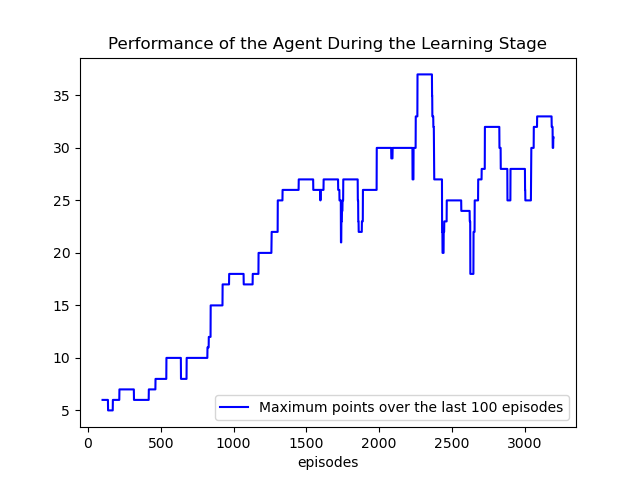 Performance of the Agent During the Learning Stage
35
30
25
20
15
10
5
Maximum points over the last 100 episodes
0 500 1000 1500 2000 2500 3000
episodes